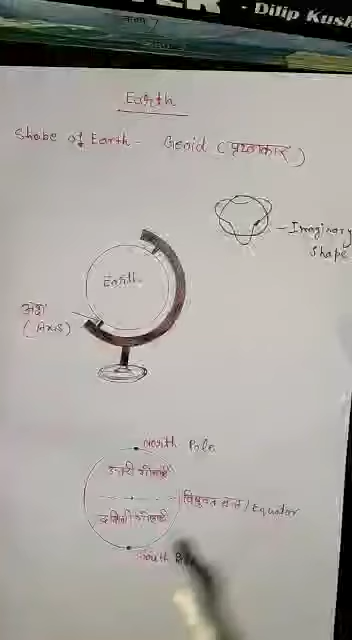 - Dilip Kush
Earth
Shape of Earth - Geoid (पृथ्व्याकार)
Imaginary
Shape
Earth
अक्ष
(Axis)
North Pole
उत्तरी गोलार्द्ध
विषुवत वृत्त / Equator
दक्षिणी गोलार्द्ध
South